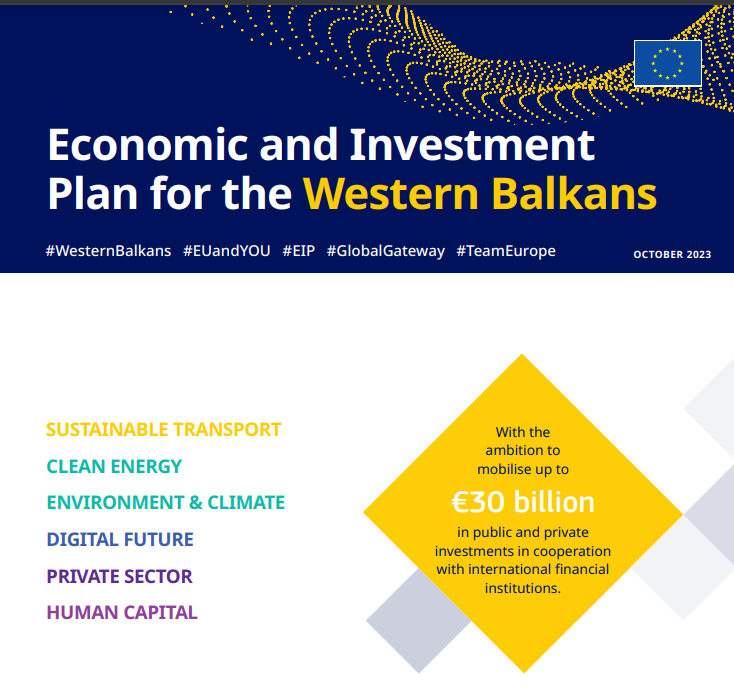 Economic and Investment
Plan for the Western Balkans
#WesternBalkans #EUandYOU #EIP #GlobalGateway #TeamEurope
OCTOBER 2023
SUSTAINABLE TRANSPORT
CLEAN ENERGY
ENVIRONMENT & CLIMATE
DIGITAL FUTURE
PRIVATE SECTOR
HUMAN CAPITAL
With the
ambition to
mobilise up to
€30 billion
in public and private
investments in cooperation
with international financial
institutions.